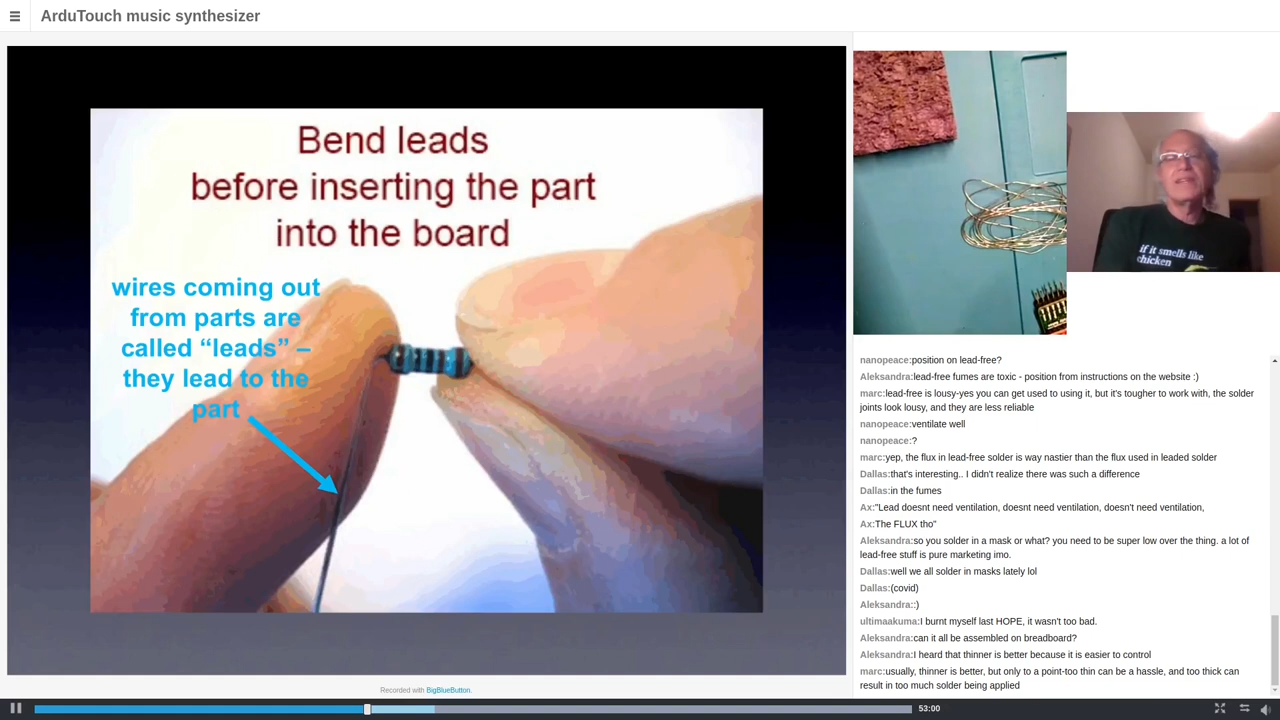 ArduTouch music synthesizer
Bend leads
before inserting the part
into the board
wires coming out
from parts are
called “leads” –
they lead to the
part
if it smells like
chicken
nanopeace:position on lead-free?
Aleksandra:lead-free fumes are toxic - position from instructions on the website :)
marc:lead-free is lousy-yes you can get used to using it, but it's tougher to work with, the solder
joints look lousy, and they are less reliable
nanopeace:ventilate well
nanopeace:?
marc:yep, the flux in lead-free solder is way nastier than the flux used in leaded solder
Dallas:that's interesting.. I didn't realize there was such a difference
Dallas:in the fumes
Ax:"Lead doesnt need ventilation, doesnt need ventilation, doesn't need ventilation,
Ax:The FLUX tho"
Aleksandra:so you solder in a mask or what? you need to be super low over the thing. a lot of
lead-free stuff is pure marketing imo.
Dallas:well we all solder in masks lately lol
Dallas:(covid)
Aleksandra::)
ultimaakuma:I burnt myself last HOPE, it wasn't too bad.
Aleksandra:can it all be assembled on breadboard?
Aleksandra:I heard that thinner is better because it is easier to control
marc:usually, thinner is better, but only to a point-too thin can be a hassle, and too thick can
result in too much solder being applied
Recorded with BigBlueButton.
53:00